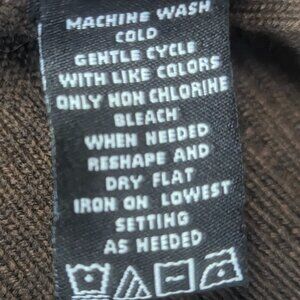 MACHINE WASH
COLD
GENTLE CYCLE
WITH LIKE COLORS
ONLY NON CHLORINE
BLEACH
WHEN NEEDED
RESHAPE AND
DRY FLAT
IRON ON LOWEST
SETTING
AS NEEDED